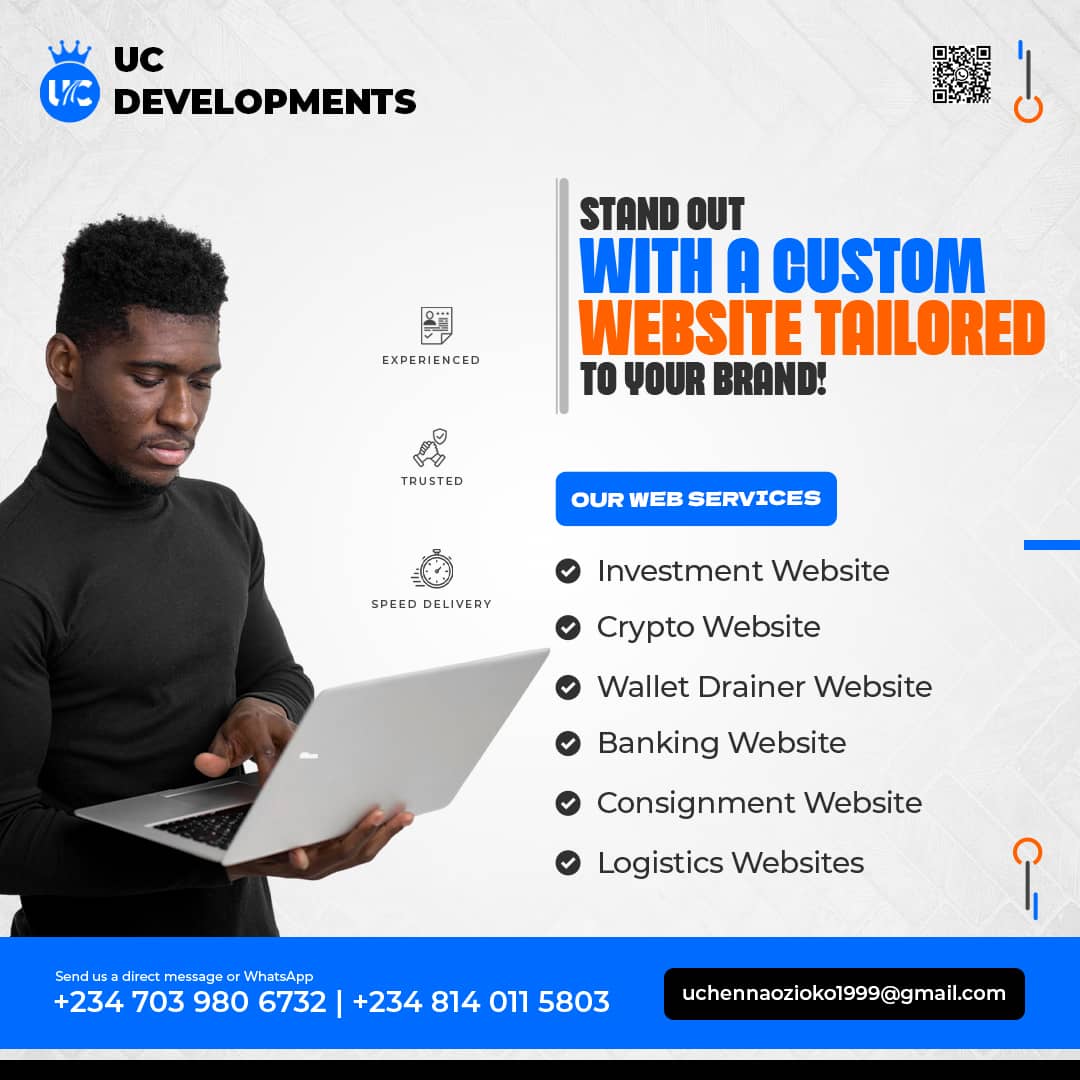 UC
UC
DEVELOPMENTS
STAND OUT
WITH A CUSTOM
WEBSITE TAILORED
TO YOUR BRAND!
EXPERIENCED
TRUSTED
SPEED DELIVERY
OUR WEB SERVICES
Investment Website
Crypto Website
Wallet Drainer Website
Banking Website
Consignment Website
Logistics Websites
Send us a direct message or WhatsApp
+234 703 980 6732 | +234 814 011 5803
uchennaozioko1999@gmail.com